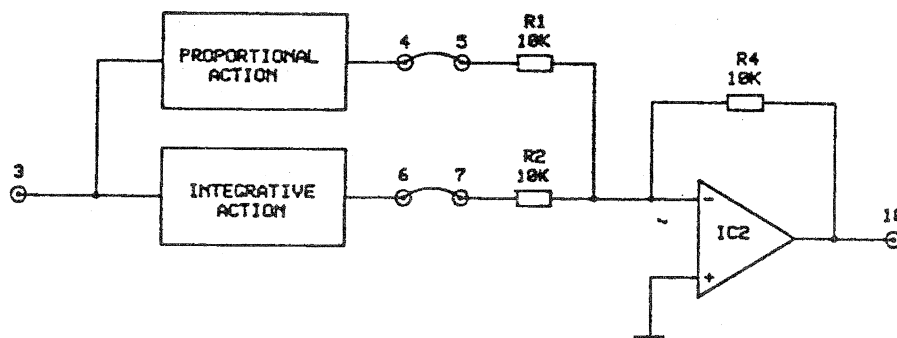 PROPORTIONAL
ACTION
4
5
R1
10K
R4
10K
3
INTEGRATIVE
ACTION
6
7
R2
10K
-
IC2
+